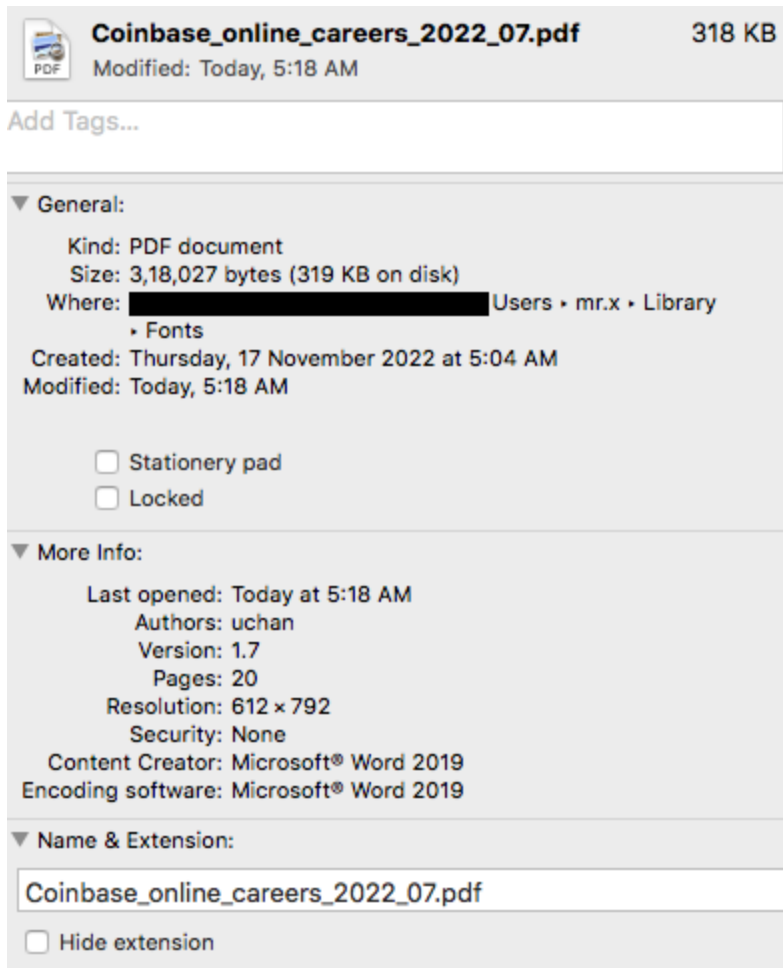 Coinbase_online_careers_2022_07.pdf 318 KB
PDF
Modified: Today, 5:18 AM
Add Tags...
▼ General:
Kind: PDF document
Size: 3,18,027 bytes (319 KB on disk)
Where: Users ▸ mr.x ▸ Library
▸ Fonts
Created: Thursday, 17 November 2022 at 5:04 AM
Modified: Today, 5:18 AM
Stationery pad
Locked
▼ More Info:
Last opened: Today at 5:18 AM
Authors: uchan
Version: 1.7
Pages: 20
Resolution: 612 × 792
Security: None
Content Creator: Microsoft® Word 2019
Encoding software: Microsoft® Word 2019
▼ Name & Extension:
Coinbase_online_careers_2022_07.pdf
Hide extension